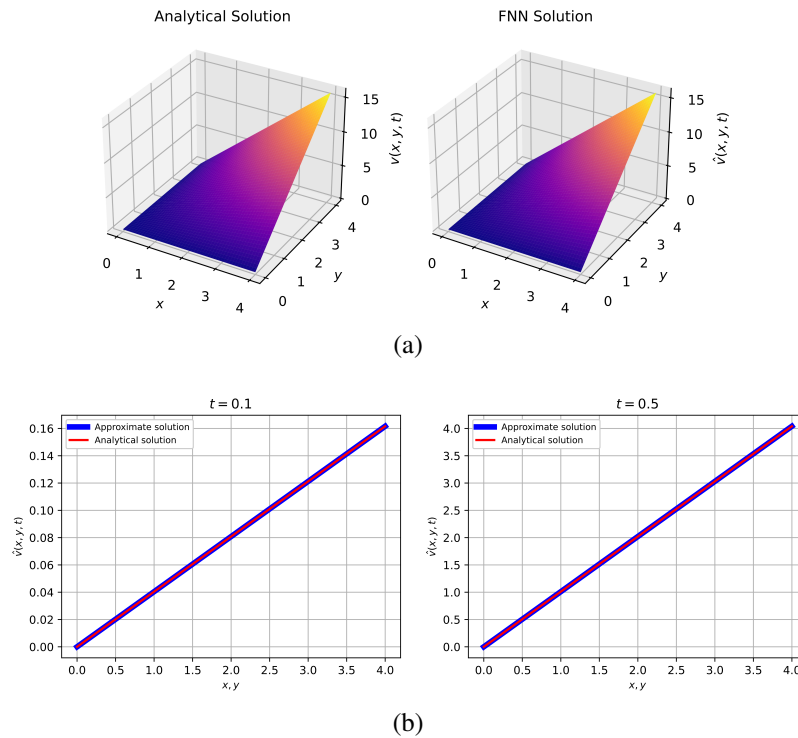 Analytical Solution
FNN Solution
15
10
5
0
v(x, y, t)
0
1
2
3
4
x
0
1
2
3
4
y
15
10
5
0
v̂(x, y, t)
0
1
2
3
4
x
0
1
2
3
4
y
(a)
t = 0.1
Approximate solution
Analytical solution
0.16
0.14
0.12
0.10
0.08
0.06
0.04
0.02
0.00
v̂(x, y, t)
0.0 0.5 1.0 1.5 2.0 2.5 3.0 3.5 4.0
x, y
t = 0.5
Approximate solution
Analytical solution
4.0
3.5
3.0
2.5
2.0
1.5
1.0
0.5
0.0
v̂(x, y, t)
0.0 0.5 1.0 1.5 2.0 2.5 3.0 3.5 4.0
x, y
(b)